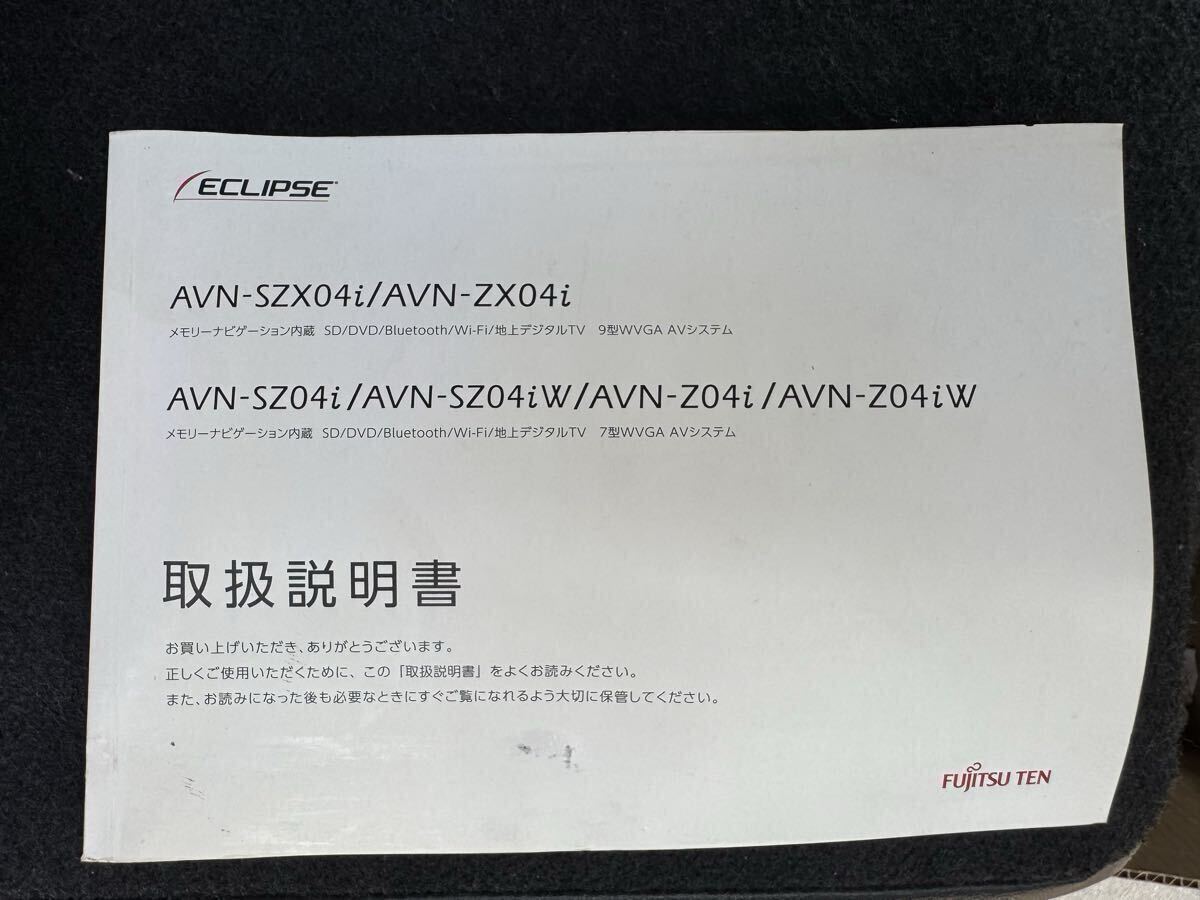 ECLIPSE
AVN-SZX04i/AVN-ZX04i
メモリーナビゲーション内蔵 SD/DVD/Bluetooth/Wi-Fi/地上デジタルTV 9型WVGA AVシステム
AVN-SZ04i/AVN-SZ04iW/AVN-Z04i/AVN-Z04iW
メモリーナビゲーション内蔵 SD/DVD/Bluetooth/Wi-Fi/地上デジタルTV 7型WVGA AVシステム
取扱説明書
お買い上げいただき、ありがとうございます。
正しくご使用いただくために、この「取扱説明書」をよくお読みください。
また、お読みになった後も必要なときにすぐご覧になれるよう大切に保管してください。
FUJITSU TEN